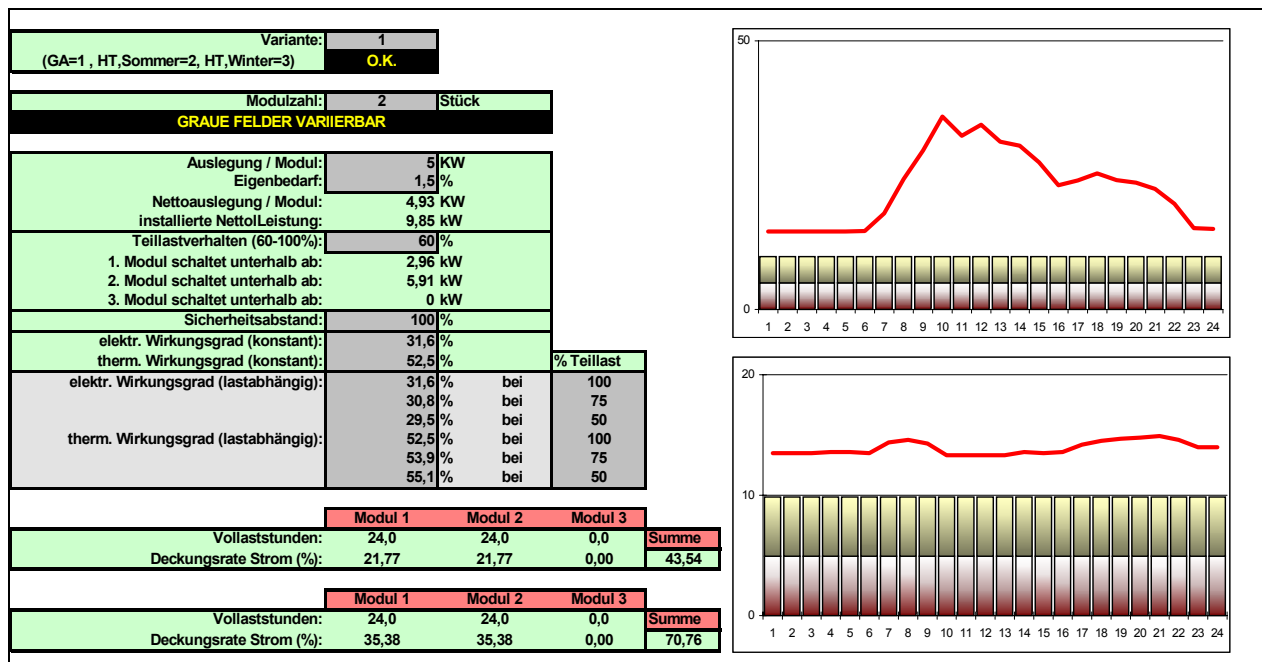 Variante: 1
(GA=1 , HT,Sommer=2, HT,Winter=3) O.K.
Modulzahl: 2 Stück
GRAUE FELDER VARIIERBAR
Auslegung / Modul: 5 KW
Eigenbedarf: 1,5 %
Nettoauslegung / Modul: 4,93 KW
installierte NettolLeistung: 9,85 kW
Teillastverhalten (60-100%): 60 %
1. Modul schaltet unterhalb ab: 2,96 kW
2. Modul schaltet unterhalb ab: 5,91 kW
3. Modul schaltet unterhalb ab: 0 kW
Sicherheitsabstand: 100 %
elektr. Wirkungsgrad (konstant): 31,6 %
therm. Wirkungsgrad (konstant): 52,5 % % Teillast
elektr. Wirkungsgrad (lastabhängig): 31,6 % bei 100
30,8 % bei 75
29,5 % bei 50
therm. Wirkungsgrad (lastabhängig): 52,5 % bei 100
53,9 % bei 75
55,1 % bei 50
Modul 1 Modul 2 Modul 3
Vollaststunden: 24,0 24,0 0,0 Summe
Deckungsrate Strom (%): 21,77 21,77 0,00 43,54
Modul 1 Modul 2 Modul 3
Vollaststunden: 24,0 24,0 0,0 Summe
Deckungsrate Strom (%): 35,38 35,38 0,00 70,76
50
0
1 2 3 4 5 6 7 8 9 10 11 12 13 14 15 16 17 18 19 20 21 22 23 24
20
10
0
1 2 3 4 5 6 7 8 9 10 11 12 13 14 15 16 17 18 19 20 21 22 23 24